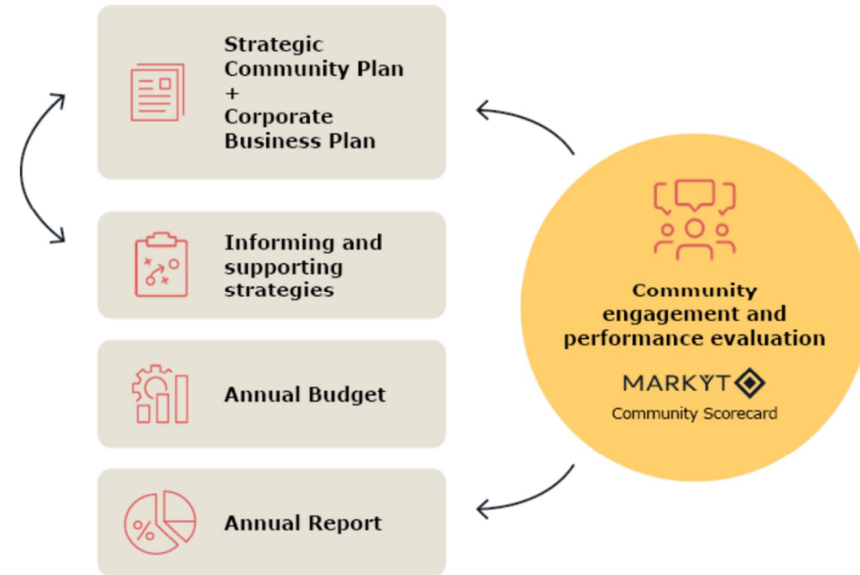 Strategic
Community Plan
+
Corporate
Business Plan
Informing and
supporting
strategies
Annual Budget
%
Annual Report
Community
engagement and
performance evaluation
MARKYT
Community Scorecard